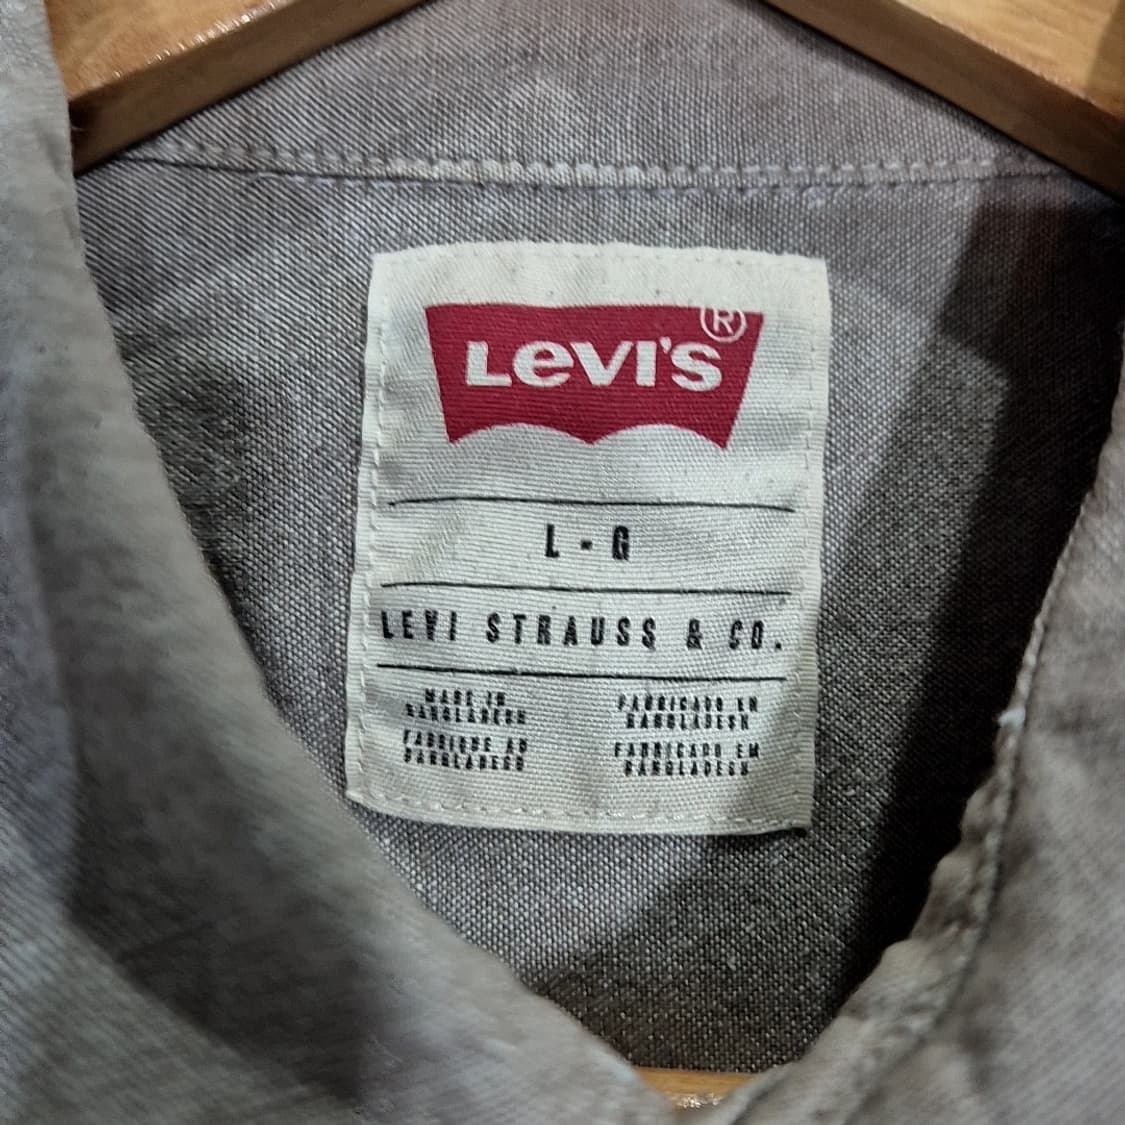 LEVI'S ®
L - G
LEVI STRAUSS & CO.
MADE IN
BANGLADESH
FABRIQUE AU
BANGLADESH
FABRICADO EN
BANGLADESH
FABRICADO EM
BANGLADESH